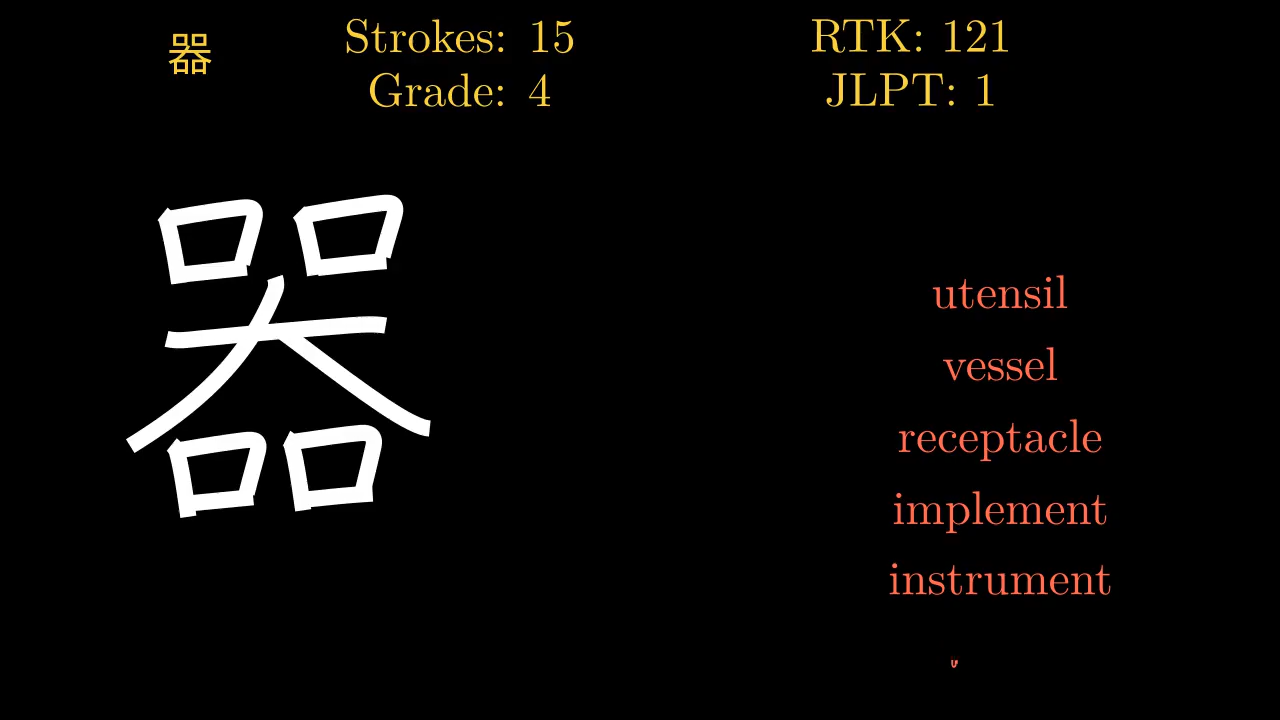 器
Strokes: 15
Grade: 4
RTK: 121
JLPT: 1
器
utensil
vessel
receptacle
implement
instrument